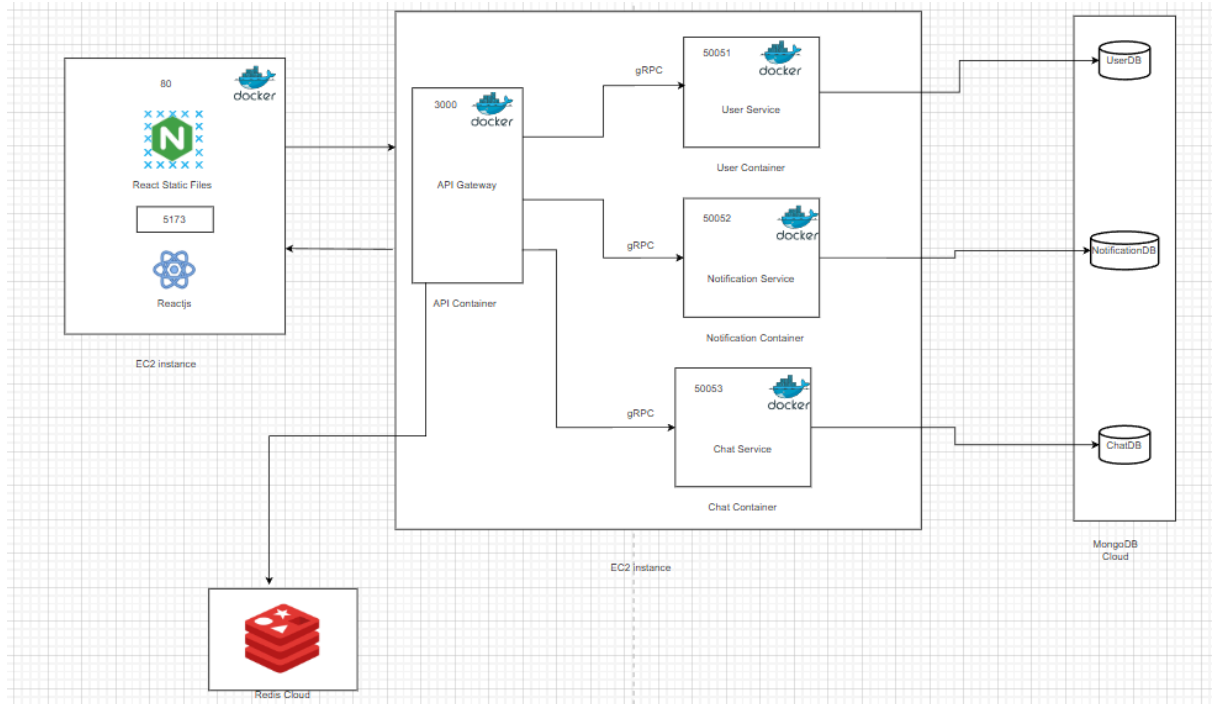 80
docker
React Static Files
5173
Reactjs
EC2 instance
3000
docker
API Gateway
API Container
gRPC
50051
docker
User Service
User Container
gRPC
50052
docker
Notification Service
Notification Container
gRPC
50053
docker
Chat Service
Chat Container
EC2 instance
UserDB
NotificationDB
ChatDB
MongoDB
Cloud
Redis Cloud